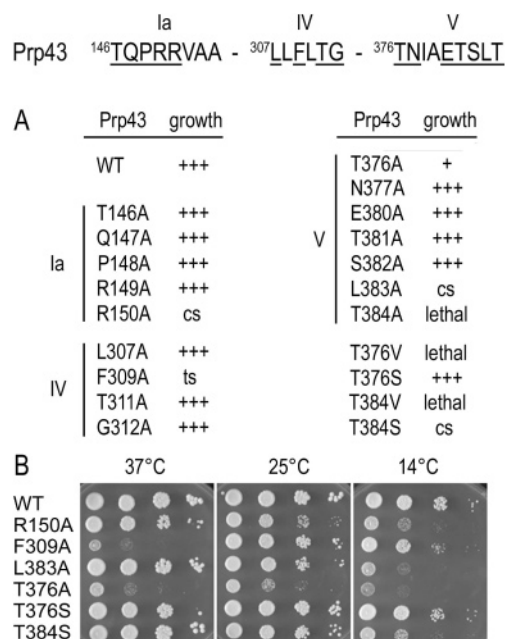 Ia IV V
Prp43 ¹⁴⁶TQPRRVAA - ³⁰⁷LLFLTG - ³⁷⁶TNIAETSLT
A
Prp43 growth
WT +++
Ia
T146A +++
Q147A +++
P148A +++
R149A +++
R150A cs
IV
L307A +++
F309A ts
T311A +++
G312A +++
Prp43 growth
V
T376A +
N377A +++
E380A +++
T381A +++
S382A +++
L383A cs
T384A lethal
T376V lethal
T376S +++
T384V lethal
T384S cs
B
37°C 25°C 14°C
WT
R150A
F309A
L383A
T376A
T376S
T384S